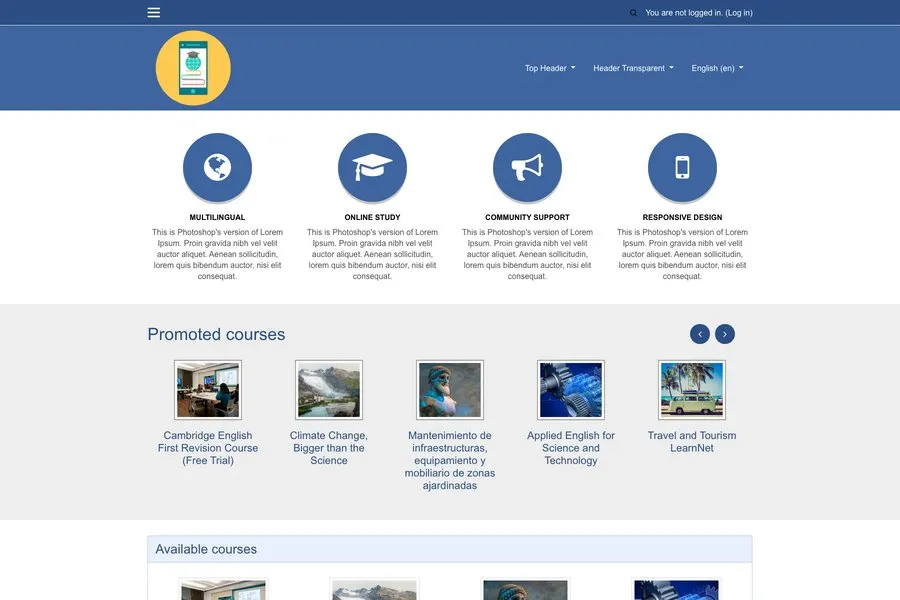 You are not logged in. (Log in)
Top Header
Header Transparent
English (en)
MULTILINGUAL
This is Photoshop's version of Lorem
Ipsum. Proin gravida nibh vel velit
auctor aliquet. Aenean sollicitudin,
lorem quis bibendum auctor, nisi elit
consequat.
ONLINE STUDY
This is Photoshop's version of Lorem
Ipsum. Proin gravida nibh vel velit
auctor aliquet. Aenean sollicitudin,
lorem quis bibendum auctor, nisi elit
consequat.
COMMUNITY SUPPORT
This is Photoshop's version of Lorem
Ipsum. Proin gravida nibh vel velit
auctor aliquet. Aenean sollicitudin,
lorem quis bibendum auctor, nisi elit
consequat.
RESPONSIVE DESIGN
This is Photoshop's version of Lorem
Ipsum. Proin gravida nibh vel velit
auctor aliquet. Aenean sollicitudin,
lorem quis bibendum auctor, nisi elit
consequat.
Promoted courses
Cambridge English
First Revision Course
(Free Trial)
Climate Change,
Bigger than the
Science
Mantenimiento de
infraestructuras,
equipamiento y
mobiliario de zonas
ajardinadas
Applied English for
Science and
Technology
Travel and Tourism
LearnNet
Available courses